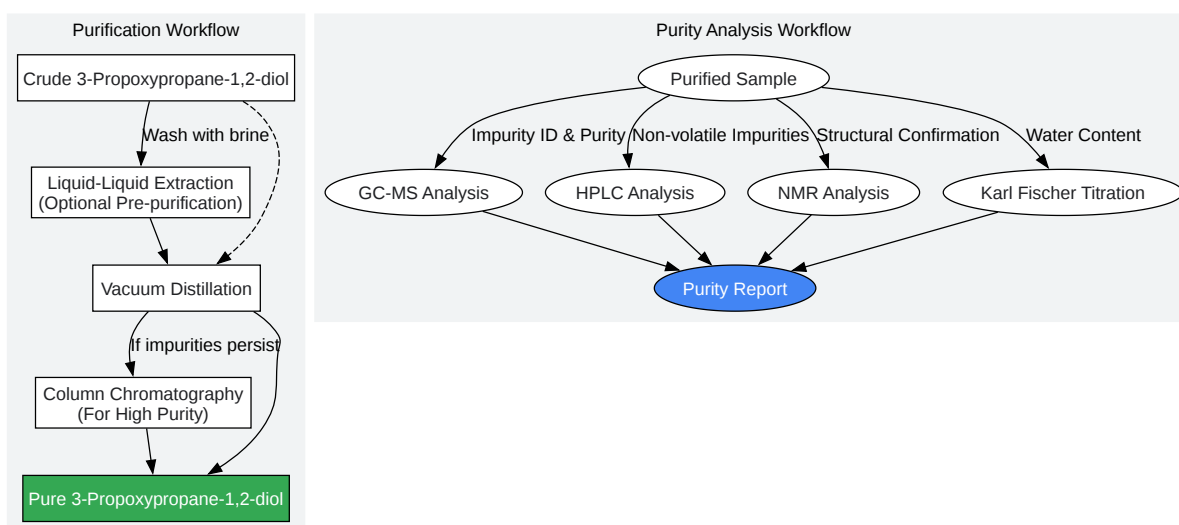 Purification Workflow
Crude 3-Propoxypropane-1,2-diol
Wash with brine
Liquid-Liquid Extraction
(Optional Pre-purification)
Vacuum Distillation
If impurities persist
Column Chromatography
(For High Purity)
Pure 3-Propoxypropane-1,2-diol
Purity Analysis Workflow
Purified Sample
Impurity ID & Purity
Non-volatile Impurities
Structural Confirmation
Water Content
GC-MS Analysis
HPLC Analysis
NMR Analysis
Karl Fischer Titration
Purity Report